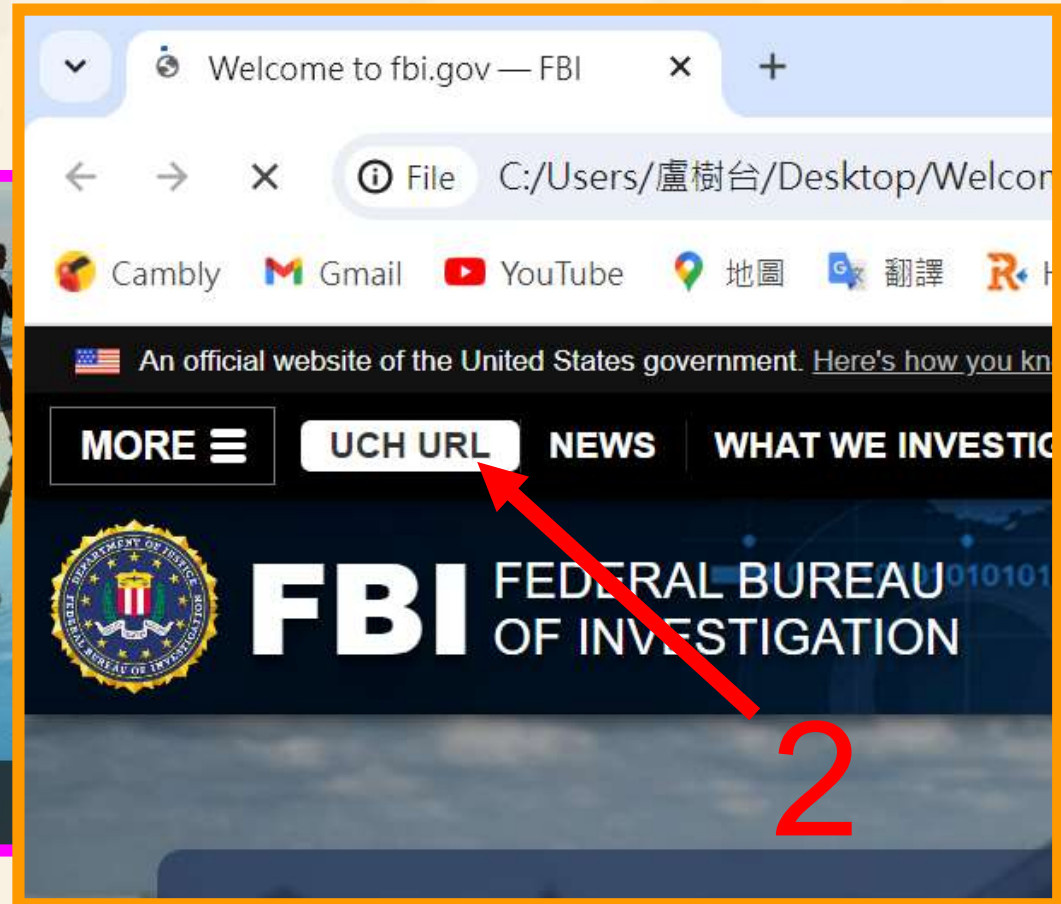 Welcome to fbi.gov — FBI
File C:/Users/盧樹台/Desktop/Welcor
Cambly Gmail YouTube 地圖 翻譯
An official website of the United States government. Here's how you kn
MORE UCH URL NEWS WHAT WE INVESTIG
FBI FEDERAL BUREAU
OF INVESTIGATION
2